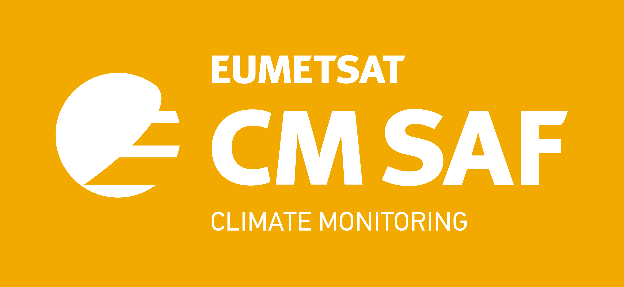 EUMETSAT
CM SAF
CLIMATE MONITORING